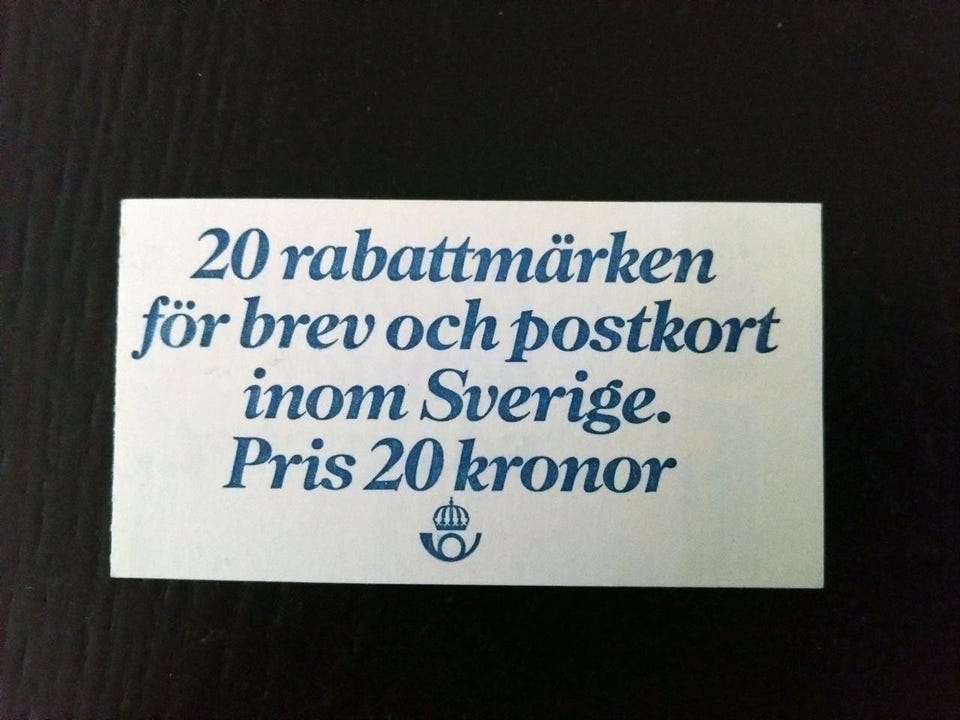 20 rabattmärken
för brev och postkort
inom Sverige.
Pris 20 kronor